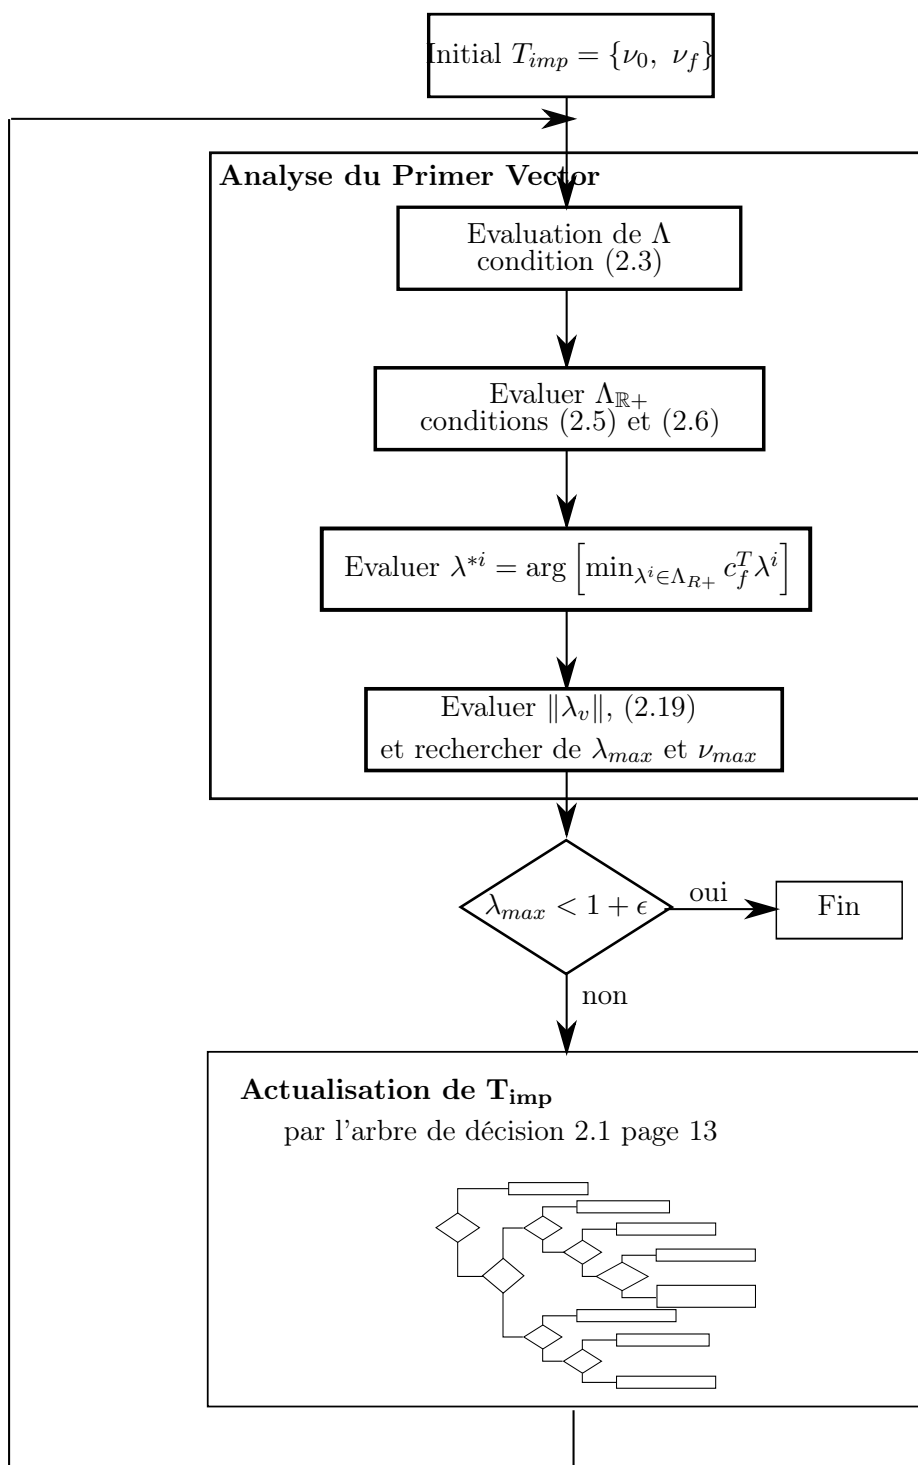 Initial $T_{imp} = \{\nu_0,\ \nu_f\}$
Analyse du Primer Vector
Evaluation de $\Lambda$
condition (2.3)
Evaluer $\Lambda_{\mathbb{R}+}$
conditions (2.5) et (2.6)
Evaluer $\lambda^{*i} = \arg\left[\min_{\lambda^i \in \Lambda_{R+}} c_f^T \lambda^i\right]$
Evaluer $\|\lambda_v\|$, (2.19)
et rechercher de $\lambda_{max}$ et $\nu_{max}$
$\lambda_{max} < 1 + \epsilon$
oui
Fin
non
Actualisation de $\mathbf{T_{imp}}$
par l'arbre de décision 2.1 page 13